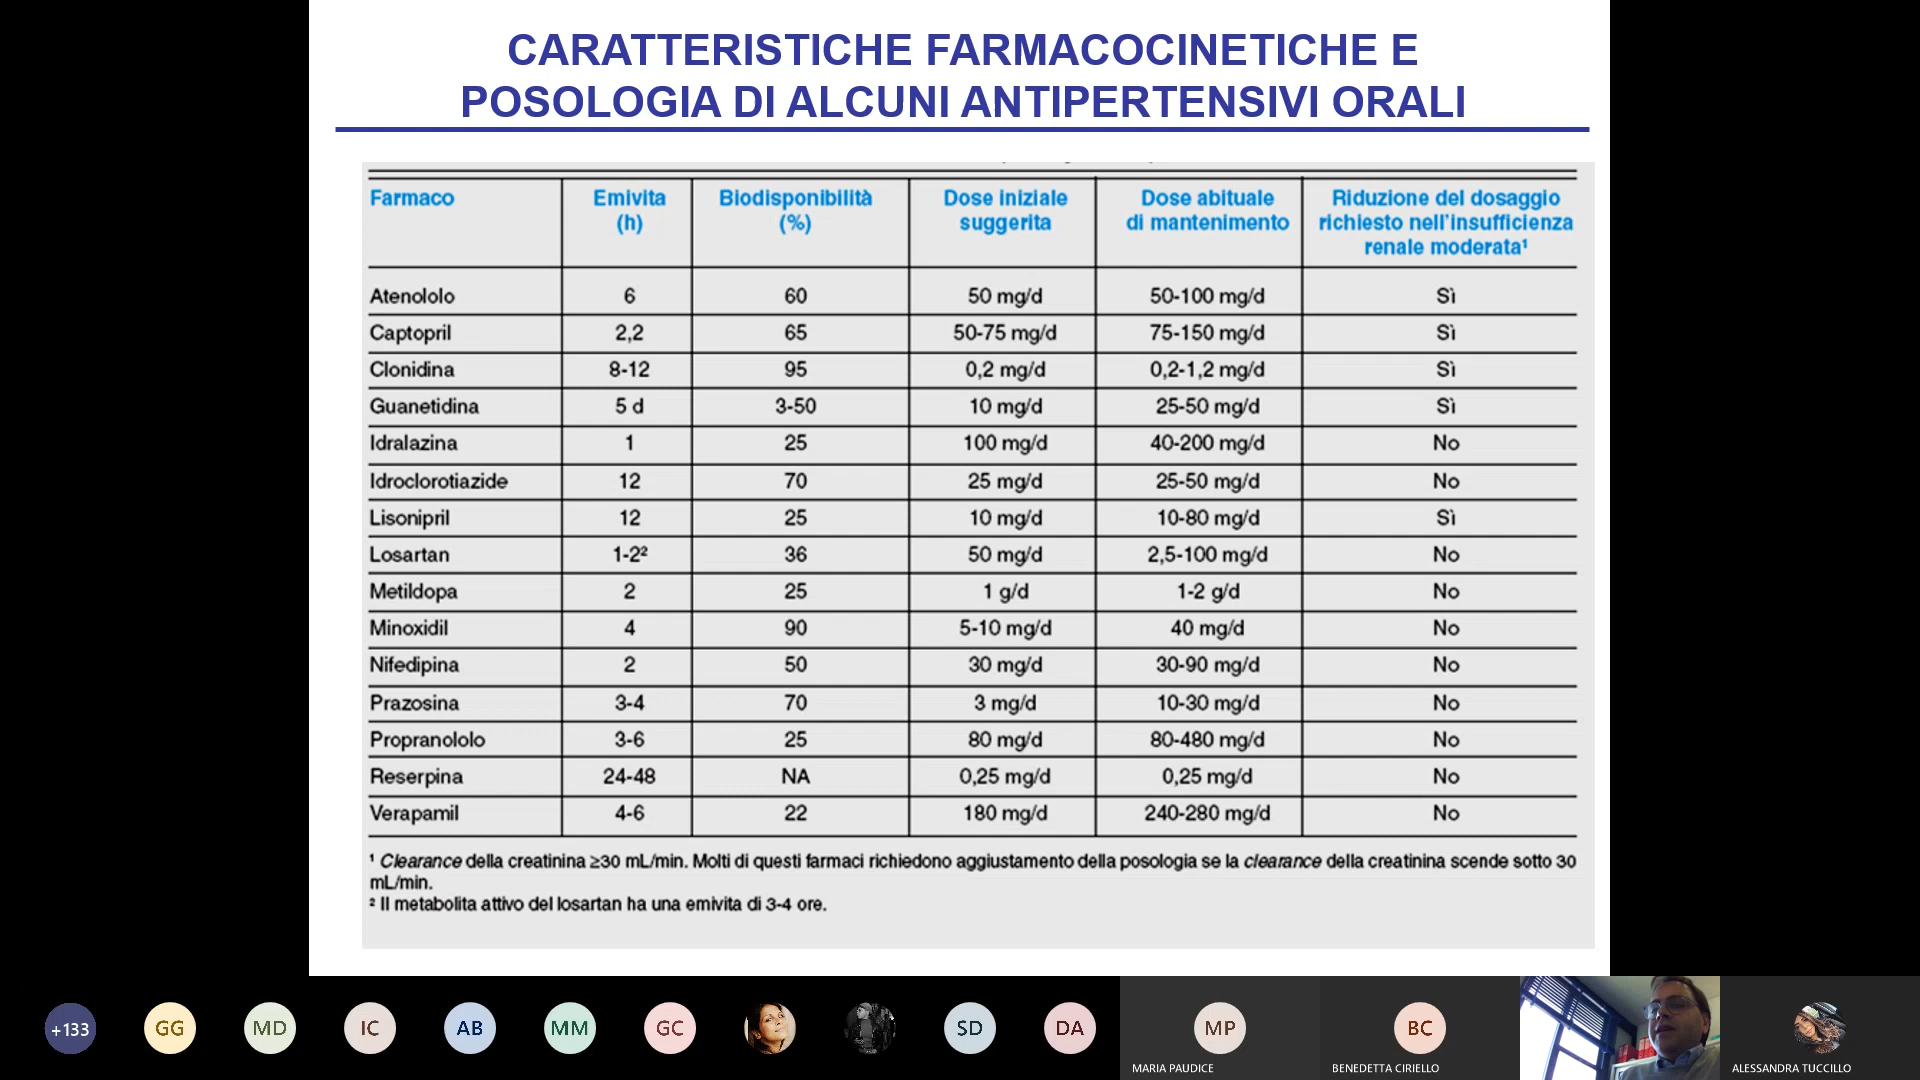 CARATTERISTICHE FARMACOCINETICHE E
POSOLOGIA DI ALCUNI ANTIPERTENSIVI ORALI
Farmaco Emivita (h) Biodisponibilità (%) Dose iniziale suggerita Dose abituale di mantenimento Riduzione del dosaggio richiesto nell'insufficienza renale moderata¹
Atenololo 6 60 50 mg/d 50-100 mg/d Sì
Captopril 2,2 65 50-75 mg/d 75-150 mg/d Sì
Clonidina 8-12 95 0,2 mg/d 0,2-1,2 mg/d Sì
Guanetidina 5 d 3-50 10 mg/d 25-50 mg/d Sì
Idralazina 1 25 100 mg/d 40-200 mg/d No
Idroclorotiazide 12 70 25 mg/d 25-50 mg/d No
Lisonipril 12 25 10 mg/d 10-80 mg/d Sì
Losartan 1-2² 36 50 mg/d 2,5-100 mg/d No
Metildopa 2 25 1 g/d 1-2 g/d No
Minoxidil 4 90 5-10 mg/d 40 mg/d No
Nifedipina 2 50 30 mg/d 30-90 mg/d No
Prazosina 3-4 70 3 mg/d 10-30 mg/d No
Propranololo 3-6 25 80 mg/d 80-480 mg/d No
Reserpina 24-48 NA 0,25 mg/d 0,25 mg/d No
Verapamil 4-6 22 180 mg/d 240-280 mg/d No
¹ Clearance della creatinina ≥30 mL/min. Molti di questi farmaci richiedono aggiustamento della posologia se la clearance della creatinina scende sotto 30
mL/min.
² Il metabolita attivo del losartan ha una emivita di 3-4 ore.
+133 GG MD IC AB MM GC SD DA MP BC
MARIA PAUDICE BENEDETTA CIRIELLO ALESSANDRA TUCCILLO